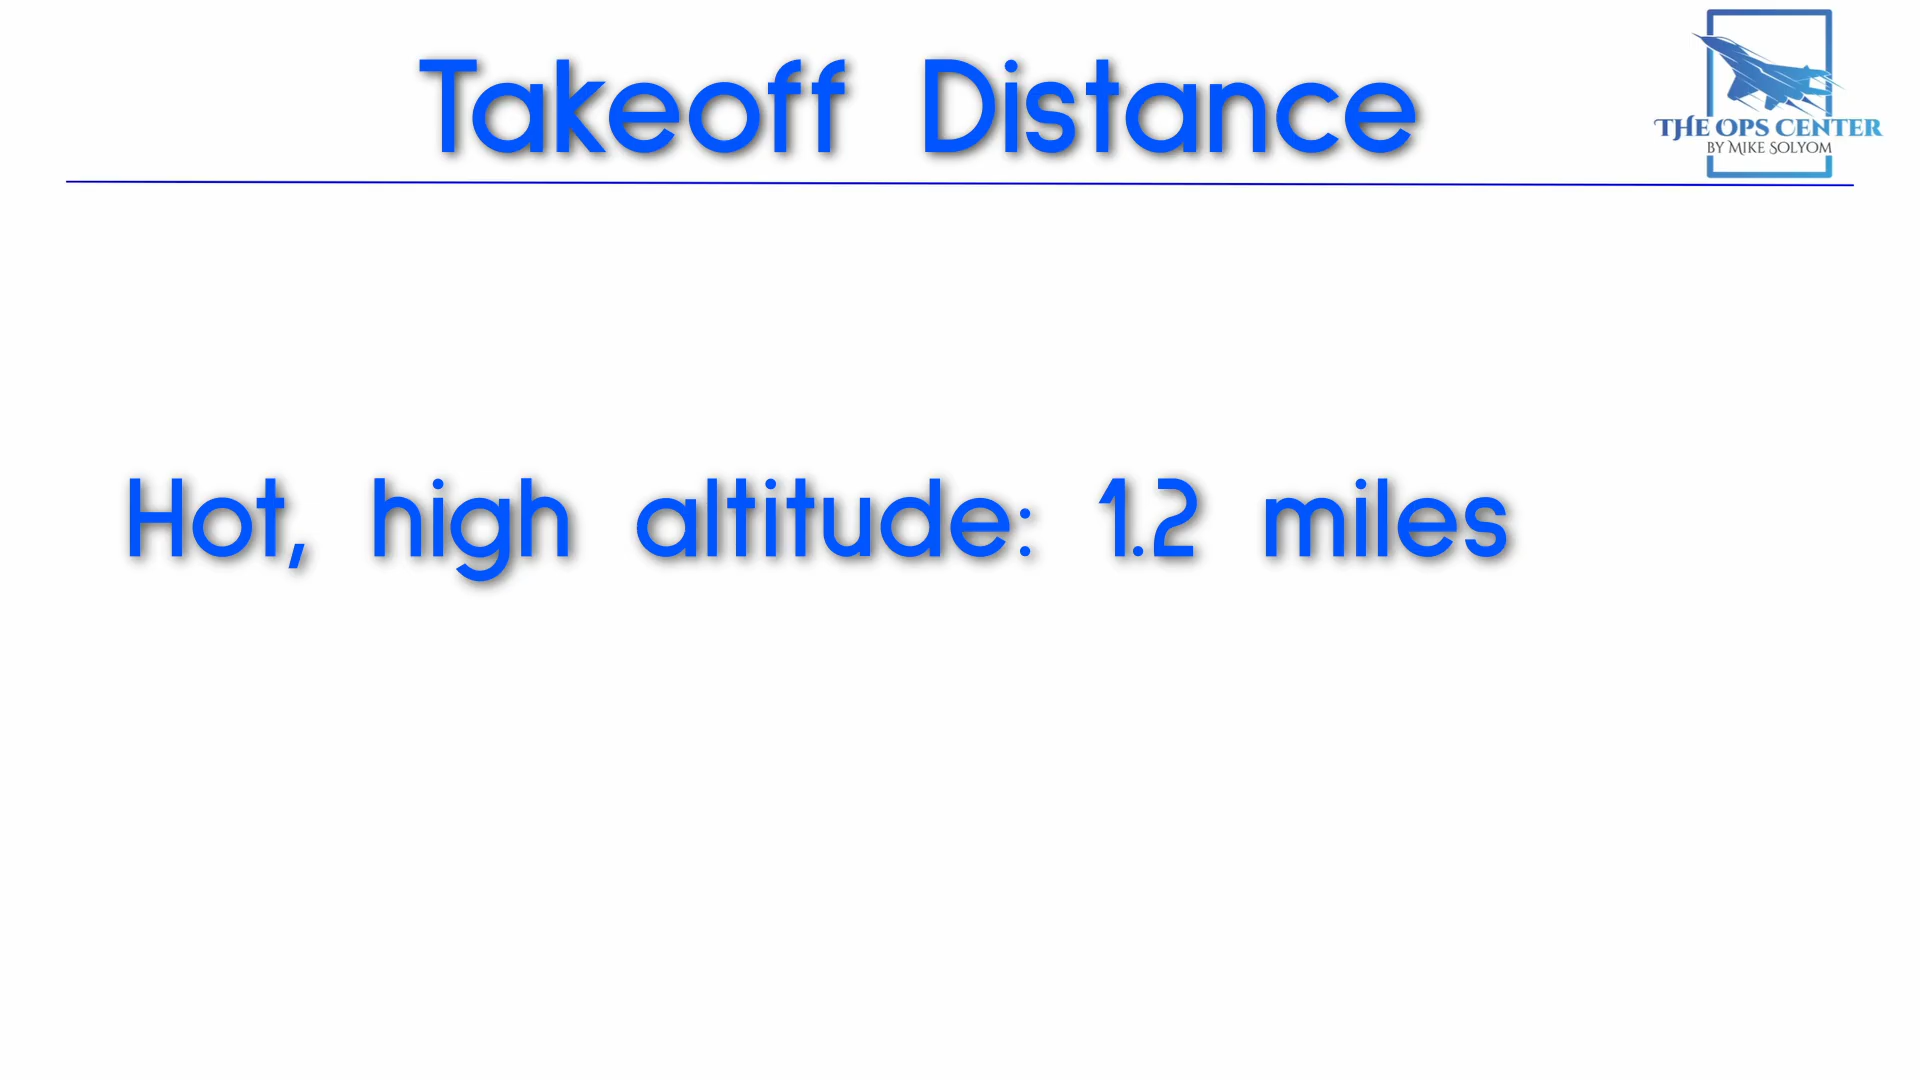 Takeoff Distance
THE OPS CENTER
BY MIKE SOLYOM
Hot, high altitude: 1.2 miles